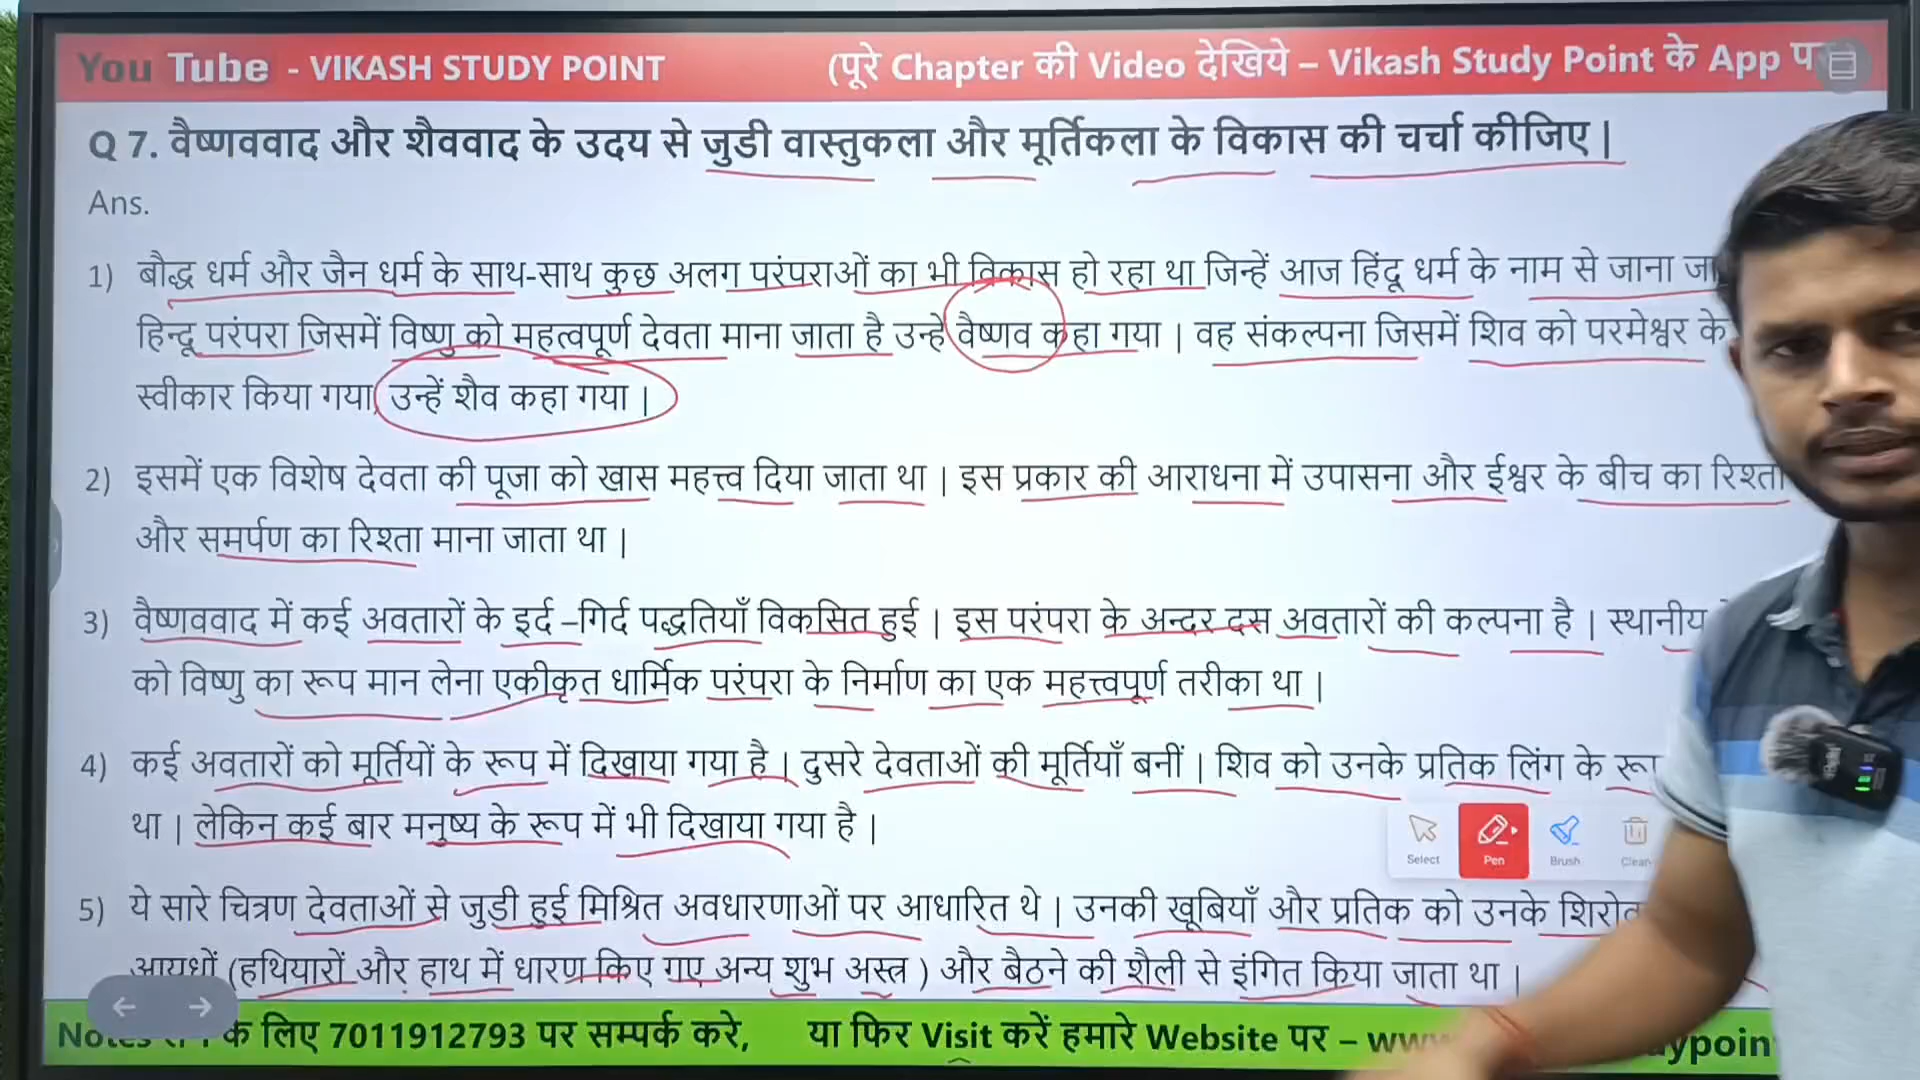 You Tube - VIKASH STUDY POINT (पूरे Chapter की Video देखिये – Vikash Study Point के App प
Q 7. वैष्णववाद और शैववाद के उदय से जुडी वास्तुकला और मूर्तिकला के विकास की चर्चा कीजिए |
Ans.
1) बौद्ध धर्म और जैन धर्म के साथ-साथ कुछ अलग परंपराओं का भी विकास हो रहा था जिन्हें आज हिंदू धर्म के नाम से जाना जा
हिन्दू परंपरा जिसमें विष्णु को महत्वपूर्ण देवता माना जाता है उन्हे वैष्णव कहा गया | वह संकल्पना जिसमें शिव को परमेश्वर के
स्वीकार किया गया उन्हें शैव कहा गया |
2) इसमें एक विशेष देवता की पूजा को खास महत्त्व दिया जाता था | इस प्रकार की आराधना में उपासना और ईश्वर के बीच का रिश्ता
और समर्पण का रिश्ता माना जाता था |
3) वैष्णववाद में कई अवतारों के इर्द –गिर्द पद्धतियाँ विकसित हुई | इस परंपरा के अन्दर दस अवतारों की कल्पना है | स्थानीय
को विष्णु का रूप मान लेना एकीकृत धार्मिक परंपरा के निर्माण का एक महत्त्वपूर्ण तरीका था |
4) कई अवतारों को मूर्तियों के रूप में दिखाया गया है | दुसरे देवताओं की मूर्तियाँ बनीं | शिव को उनके प्रतिक लिंग के
था | लेकिन कई बार मनुष्य के रूप में भी दिखाया गया है |
Select Pen Brush Clean
5) ये सारे चित्रण देवताओं से जुडी हुई मिश्रित अवधारणाओं पर आधारित थे | उनकी खूबियाँ और प्रतिक को उनके
आयुधों (हथियारों और हाथ में धारण किए गए अन्य शुभ अस्त्र ) और बैठने की शैली से इंगित किया जाता था |
के लिए 7011912793 पर सम्पर्क करे, या फिर Visit करें हमारे Website पर – www